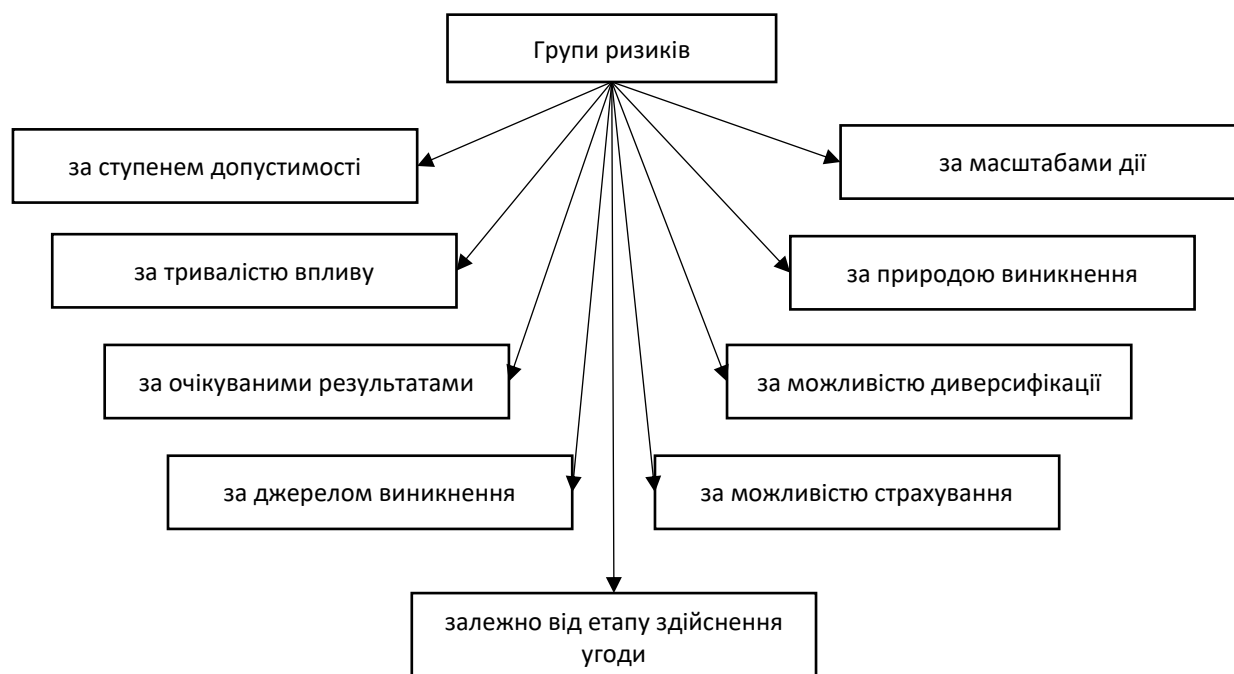 Групи ризиків
за ступенем допустимості
за масштабами дії
за тривалістю впливу
за природою виникнення
за очікуваними результатами
за можливістю диверсифікації
за джерелом виникнення
за можливістю страхування
залежно від етапу здійснення
угоди